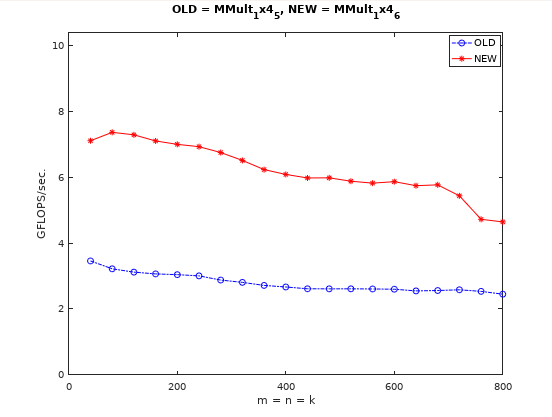 OLD = MMult_1x4_5, NEW = MMult_1x4_6
OLD
NEW
10
8
6
4
2
0
GFLOPS/sec.
0 200 400 600 800
m = n = k